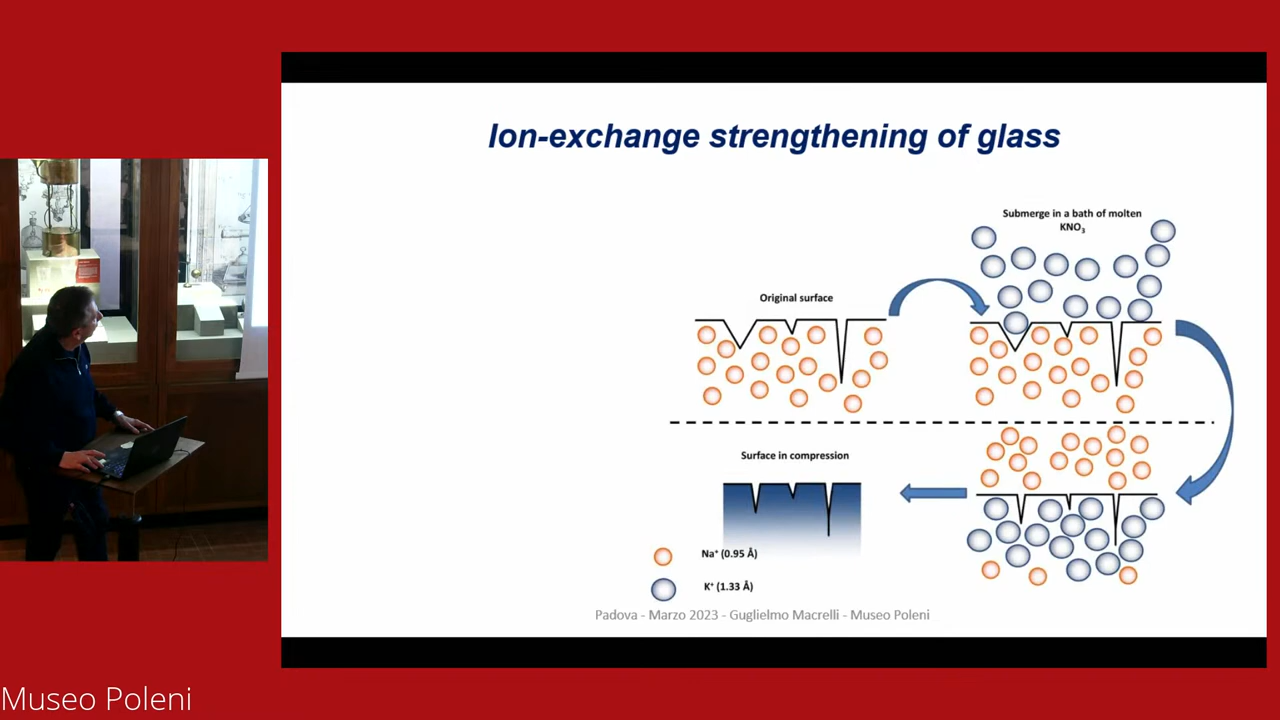 Ion-exchange strengthening of glass
Submerge in a bath of molten
KNO₃
Original surface
Surface in compression
Na⁺ (0.95 Å)
K⁺ (1.33 Å)
Padova - Marzo 2023 - Guglielmo Macrelli - Museo Poleni
Museo Poleni